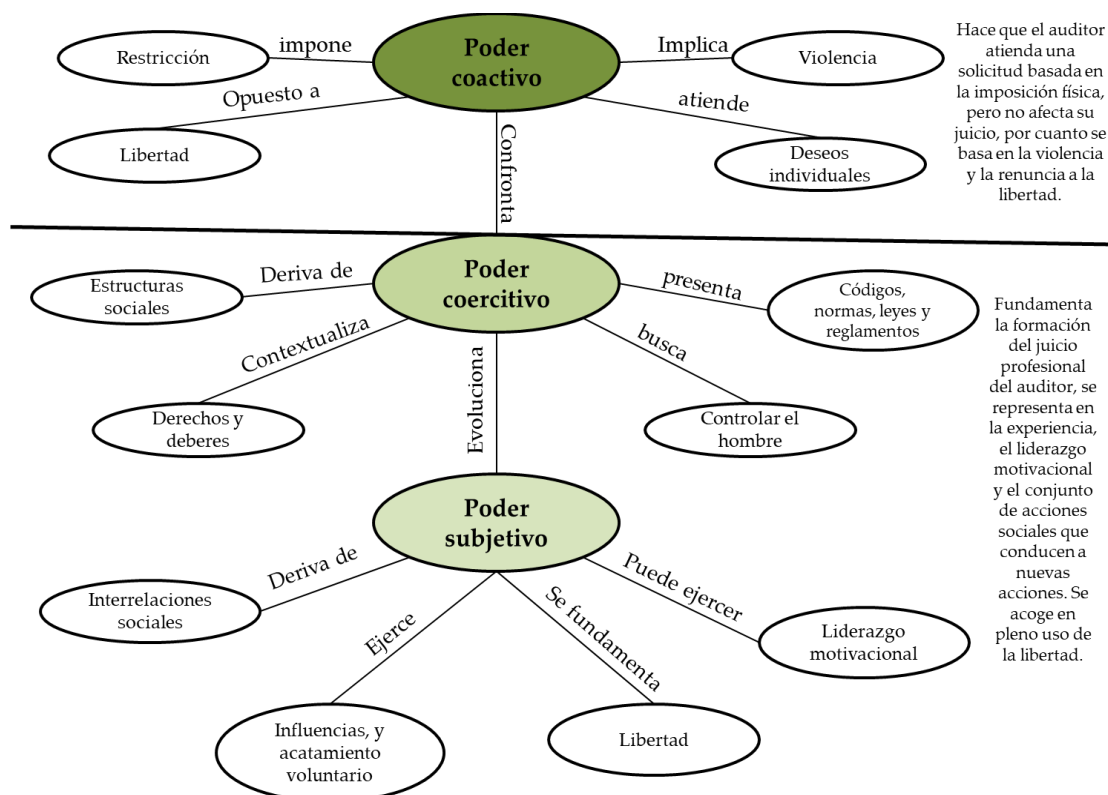 Restricción
impone
Poder
coactivo
Implica
Violencia
Opuesto a
Libertad
atiende
Deseos
individuales
Confronta
Hace que el auditor
atienda una
solicitud basada en
la imposición física,
pero no afecta su
juicio, por cuanto se
basa en la violencia
y la renuncia a la
libertad.
Estructuras
sociales
Deriva de
Poder
coercitivo
presenta
Códigos,
normas, leyes y
reglamentos
Contextualiza
Derechos y
deberes
busca
Controlar el
hombre
Evoluciona
Fundamenta
la formación
del juicio
profesional
del auditor, se
representa en
la experiencia,
el liderazgo
motivacional
y el conjunto
de acciones
sociales que
conducen a
nuevas
acciones. Se
acoge en
pleno uso de
la libertad.
Poder
subjetivo
Deriva de
Interrelaciones
sociales
Ejerce
Influencias, y
acatamiento
voluntario
Se fundamenta
Libertad
Puede ejercer
Liderazgo
motivacional